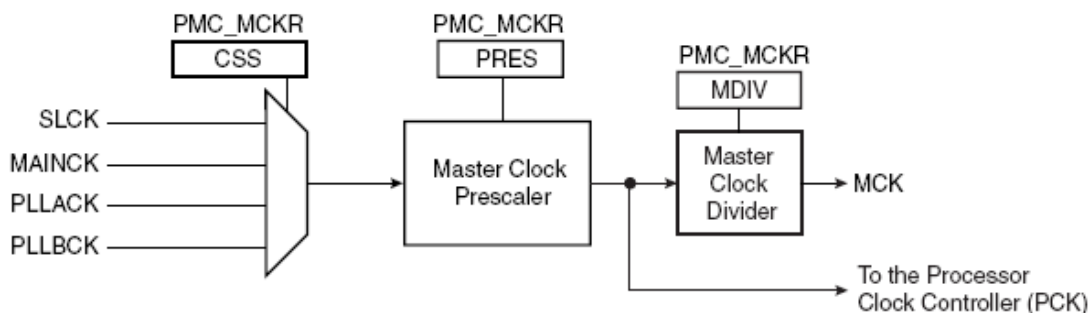 PMC_MCKR
CSS
PMC_MCKR
PRES
PMC_MCKR
MDIV
SLCK
MAINCK
PLLACK
PLLBCK
Master Clock
Prescaler
Master
Clock
Divider
MCK
To the Processor
Clock Controller (PCK)